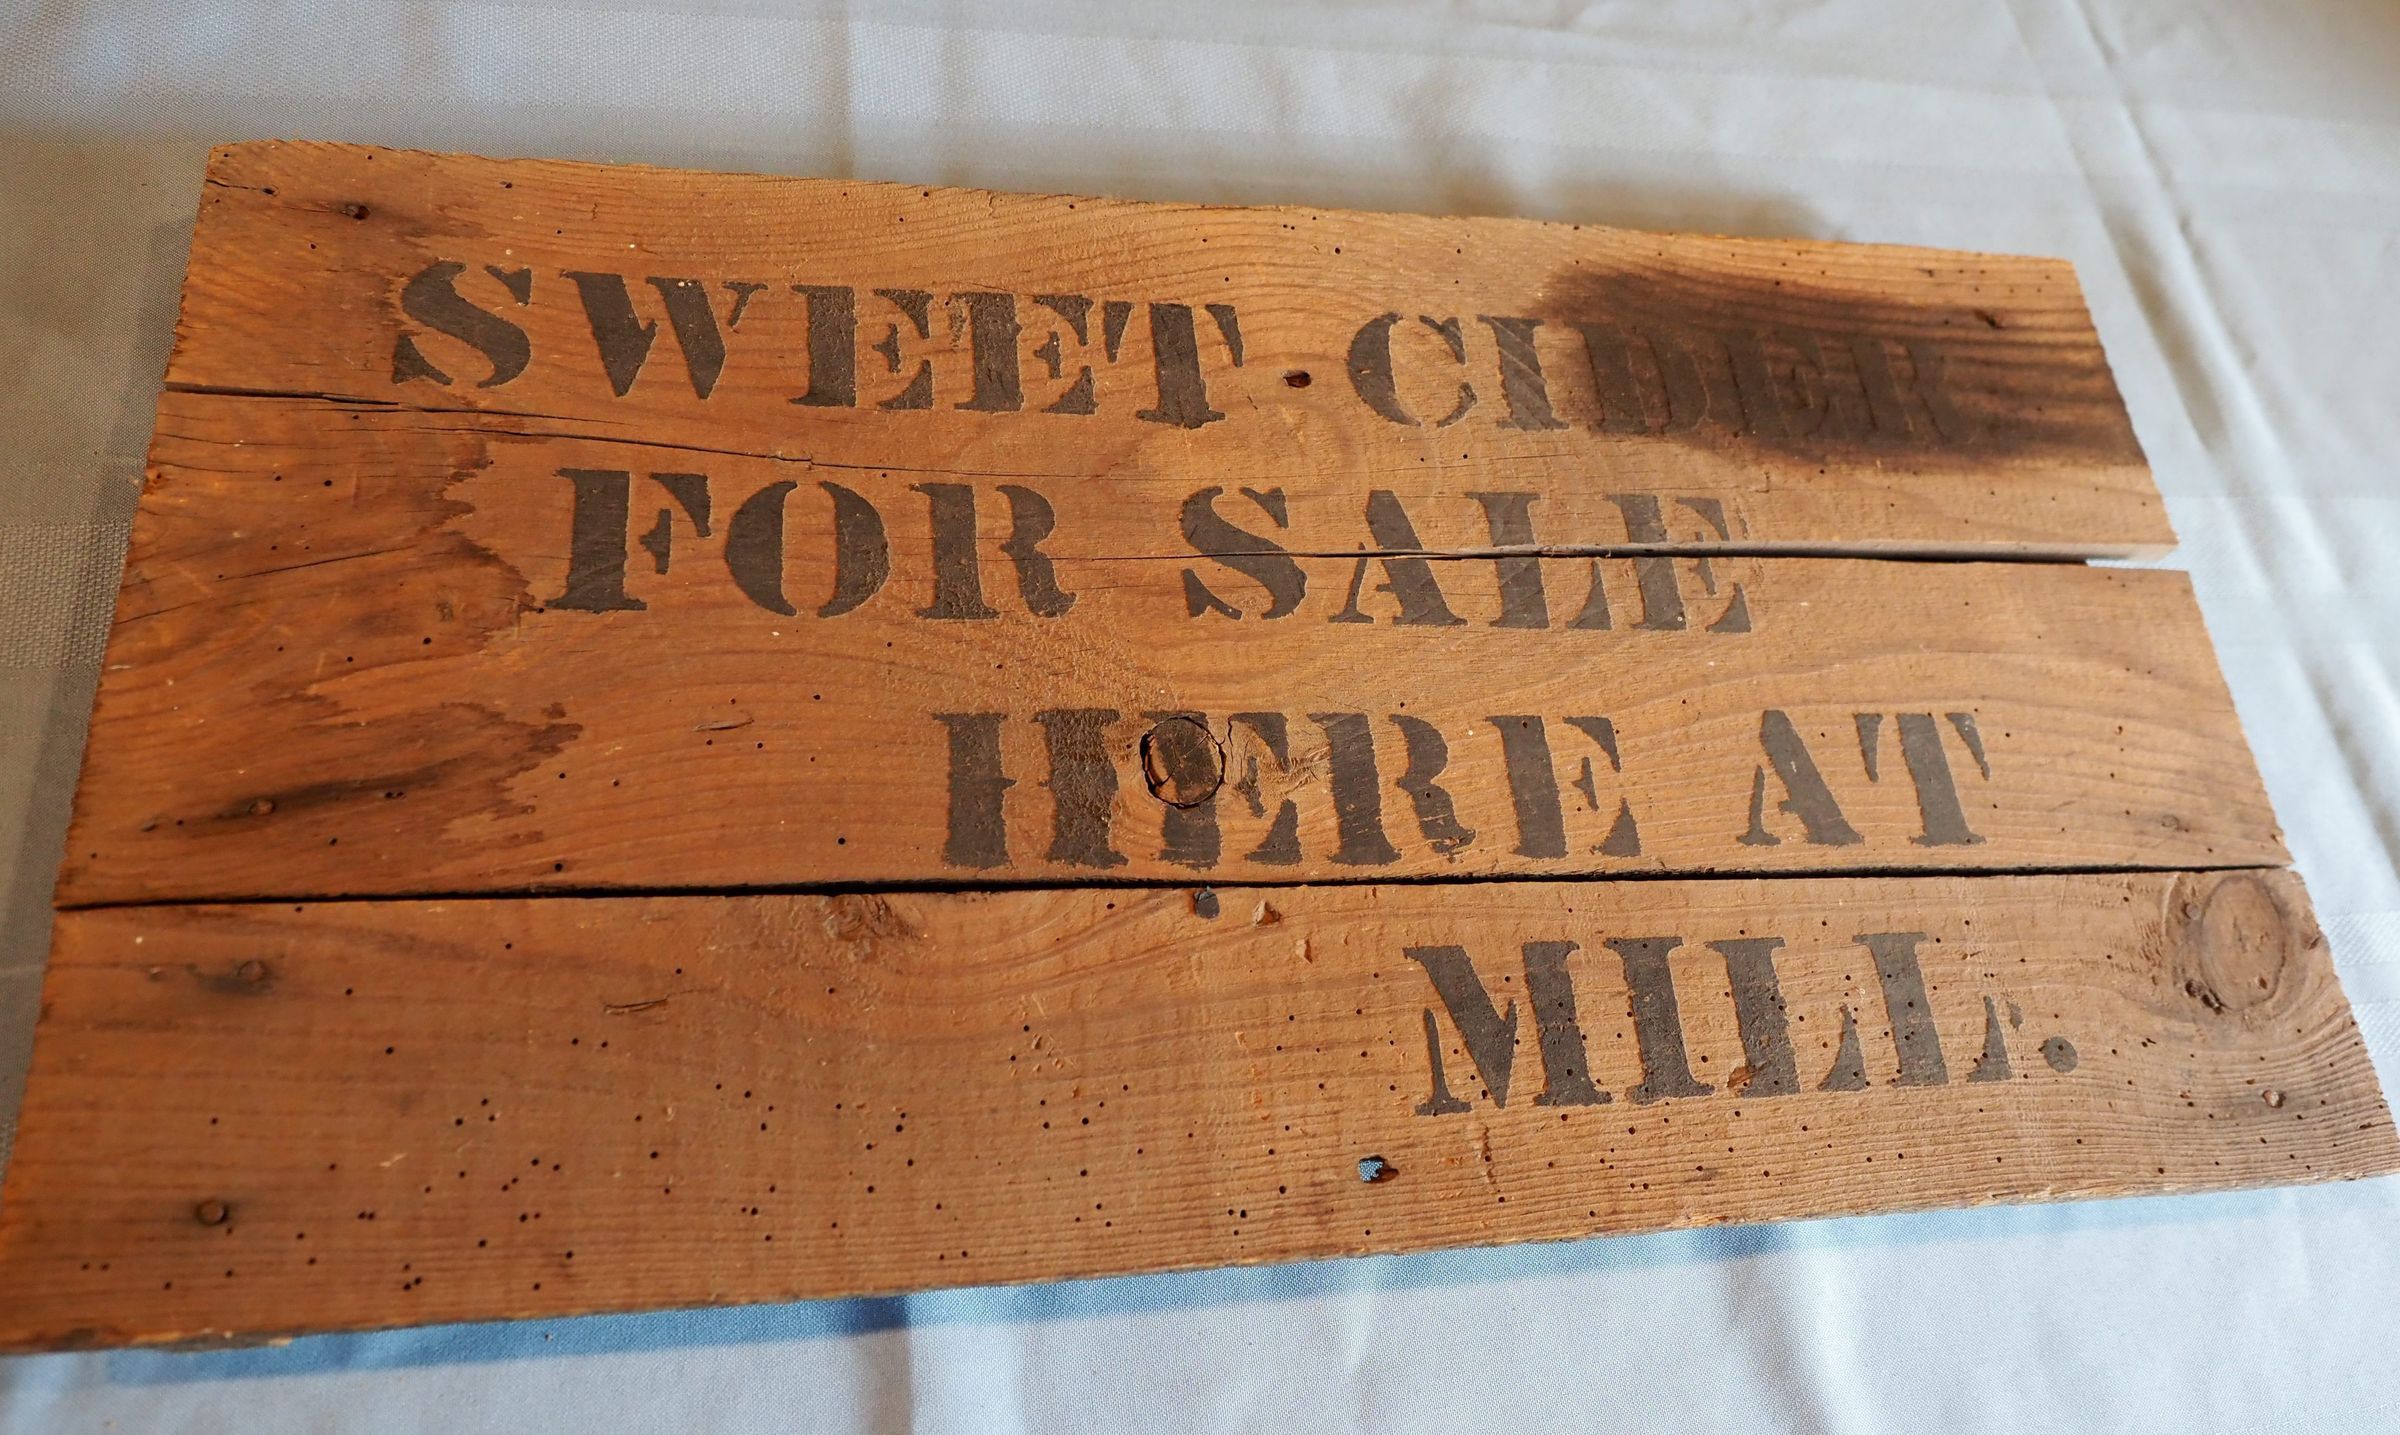 SWEET CIDER
FOR SALE
HERE AT
MILL.